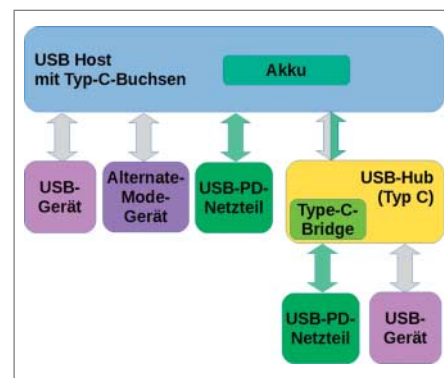 USB Host
mit Typ-C-Buchsen
Akku
USB-
Gerät
Alternate-
Mode-
Gerät
USB-PD-
Netzteil
USB-Hub
(Typ C)
Type-C-
Bridge
USB-PD-
Netzteil
USB-
Gerät